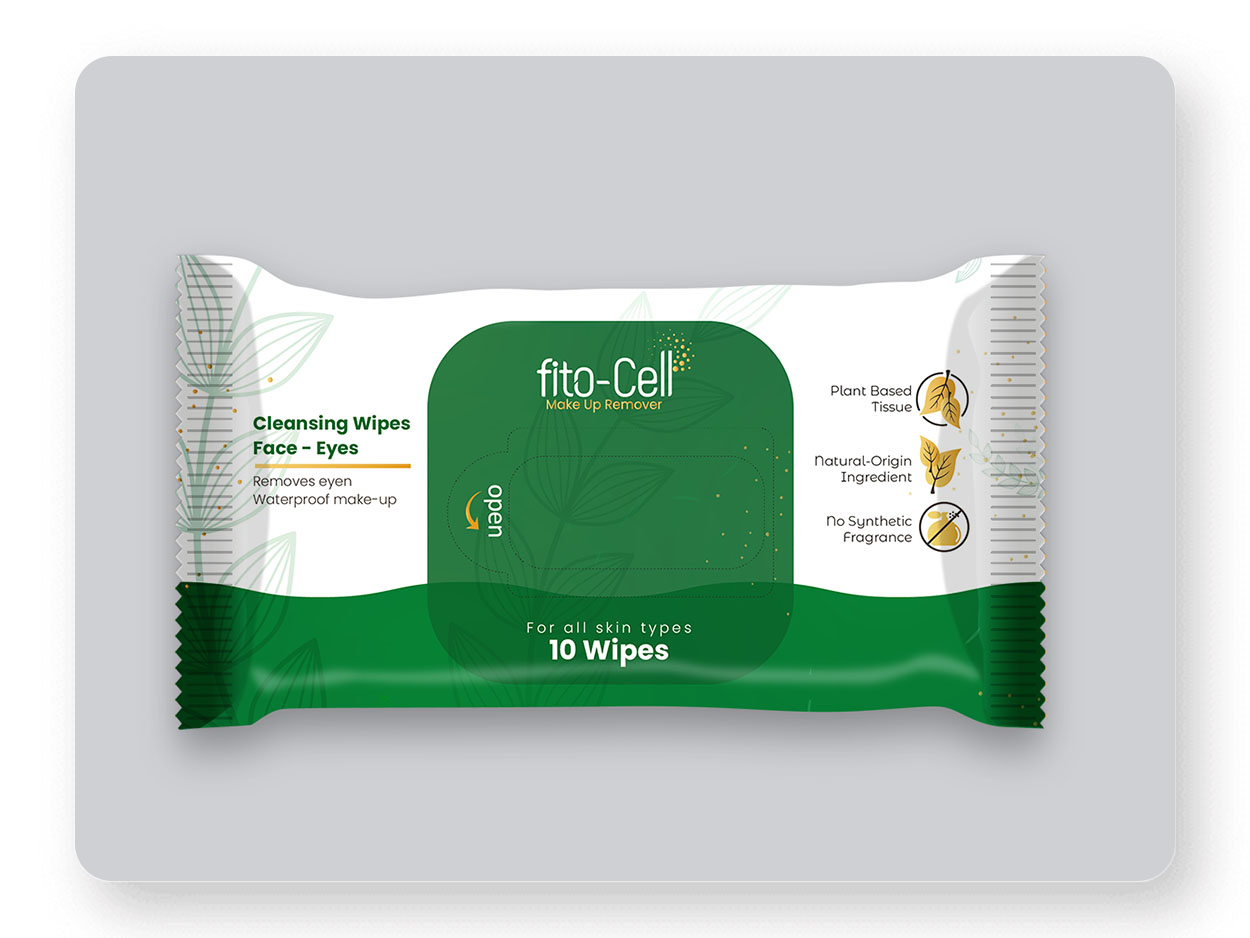 fito-Cell
Make Up Remover
Cleansing Wipes
Face - Eyes
Removes eyen
Waterproof make-up
open
Plant Based
Tissue
Natural-Origin
Ingredient
No Synthetic
Fragrance
For all skin types
10 Wipes